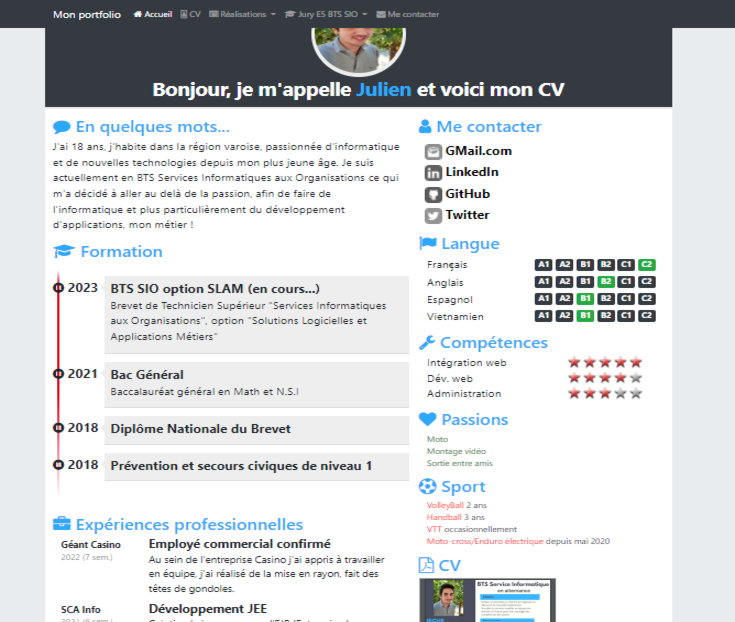 Mon portfolio Accueil CV Réalisations Jury E5 BTS SIO Me contacter
Bonjour, je m'appelle Julien et voici mon CV
En quelques mots...
J'ai 18 ans, j'habite dans la région varoise, passionnée d'informatique
et de nouvelles technologies depuis mon plus jeune âge. Je suis
actuellement en BTS Services Informatiques aux Organisations ce qui
m'a décidé à aller au delà de la passion, afin de faire de
l'informatique et plus particulièrement du développement
d'applications, mon métier !
Formation
2023 BTS SIO option SLAM (en cours...)
Brevet de Technicien Supérieur "Services Informatiques
aux Organisations", option "Solutions Logicielles et
Applications Métiers"
2021 Bac Général
Baccalauréat général en Math et N.S.I
2018 Diplôme Nationale du Brevet
2018 Prévention et secours civiques de niveau 1
Expériences professionnelles
Géant Casino Employé commercial confirmé
2022 (7 sem.)
Au sein de l'entreprise Casino j'ai appris à travailler
en équipe, j'ai réalisé de la mise en rayon, fait des
têtes de gondoles.
SCA Info Développement JEE
Me contacter
GMail.com
LinkedIn
GitHub
Twitter
Langue
Français A1 A2 B1 B2 C1 C2
Anglais A1 A2 B1 B2 C1 C2
Espagnol A1 A2 B1 B2 C1 C2
Vietnamien A1 A2 B1 B2 C1 C2
Compétences
Intégration web
Dév. web
Administration
Passions
Moto
Montage vidéo
Sortie entre amis
Sport
VolleyBall 2 ans
Handball 3 ans
VTT occasionnellement
Moto-cross/Enduro électrique depuis mai 2020
CV
BTS Service Informatique
en alternance